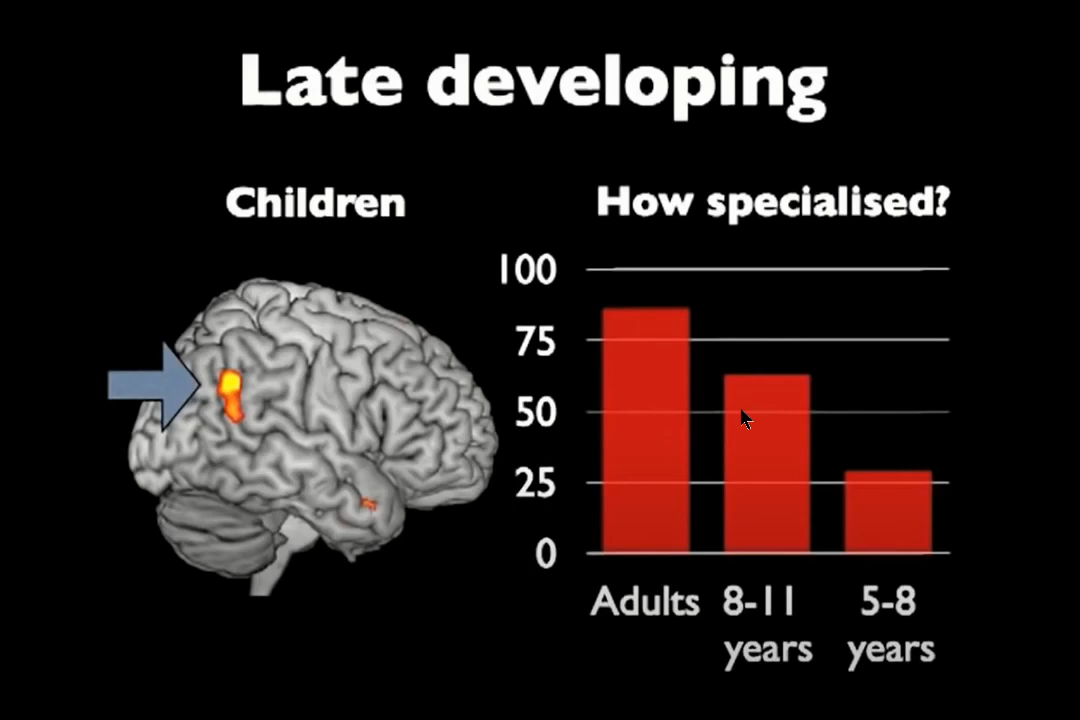 Late developing
Children
How specialised?
100
75
50
25
0
Adults
8-11
years
5-8
years